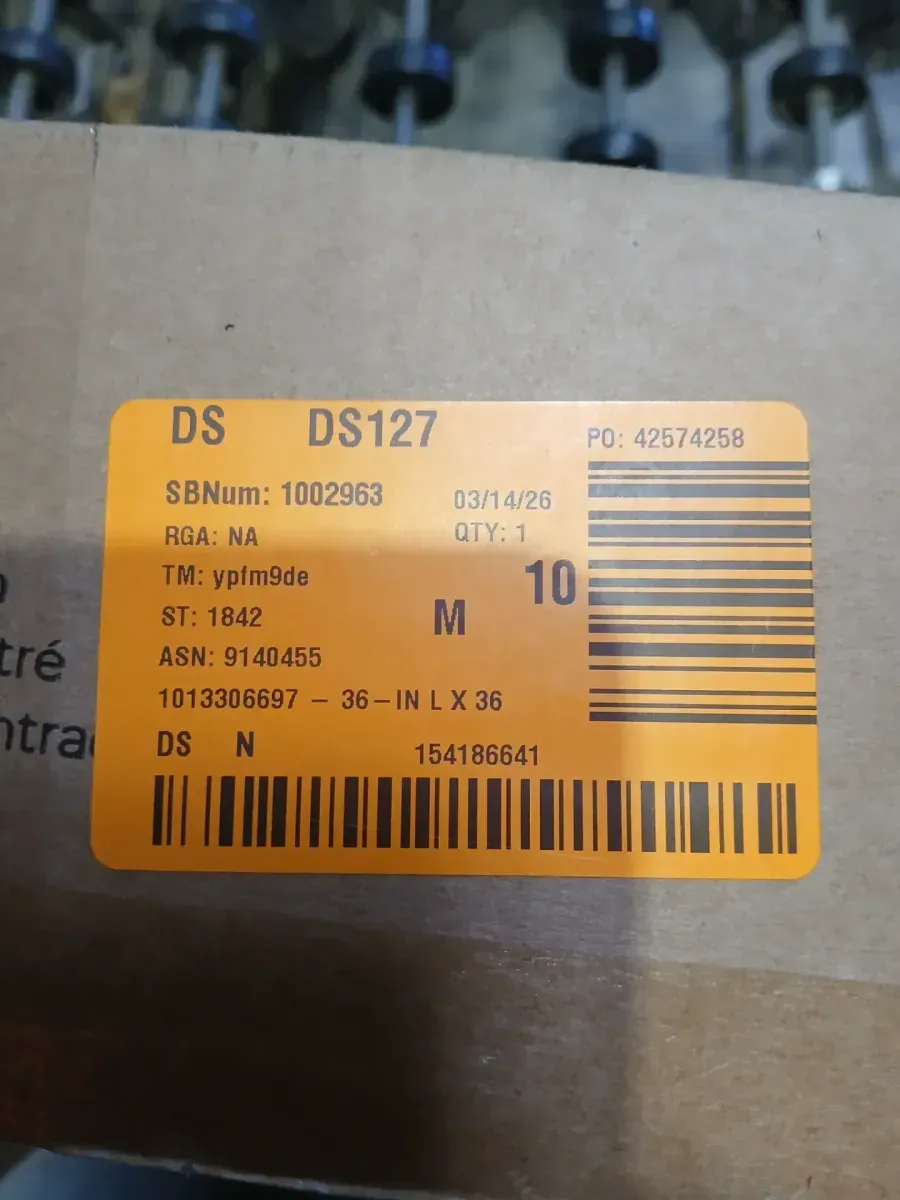 DS DS127
PO: 42574258
SBNum: 1002963 03/14/26
RGA: NA QTY: 1
TM: ypfm9de 10
ST: 1842 M
ASN: 9140455
1013306697 - 36-IN L X 36
DS N 154186641
tré